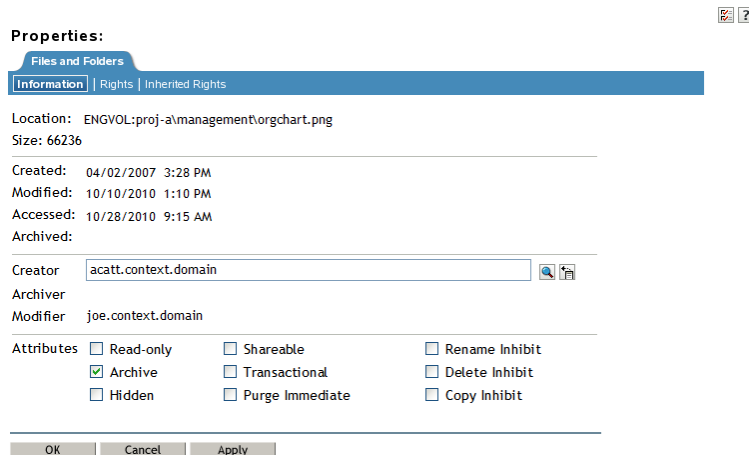 ?
Properties:
Files and Folders
Information | Rights | Inherited Rights
Location: ENGVOL:proj-a\management\orgchart.png
Size: 66236
Created: 04/02/2007 3:28 PM
Modified: 10/10/2010 1:10 PM
Accessed: 10/28/2010 9:15 AM
Archived:
Creator acatt.context.domain
Archiver
Modifier joe.context.domain
Attributes Read-only Shareable Rename Inhibit
Archive Transactional Delete Inhibit
Hidden Purge Immediate Copy Inhibit
OK Cancel Apply